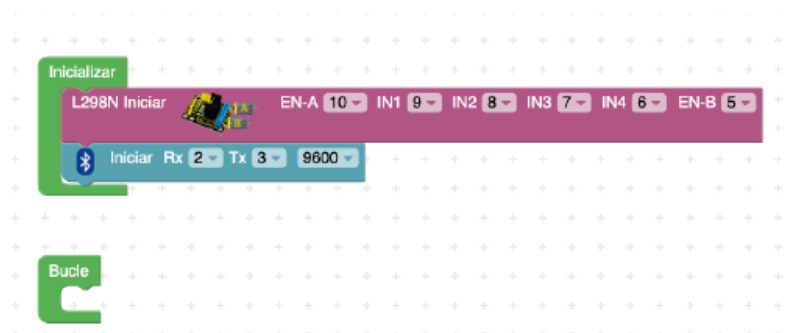 Inicializar
L298N Iniciar EN-A 10 IN1 9 IN2 8 IN3 7 IN4 6 EN-B 5
Iniciar Rx 2 Tx 3 9600
Bucle